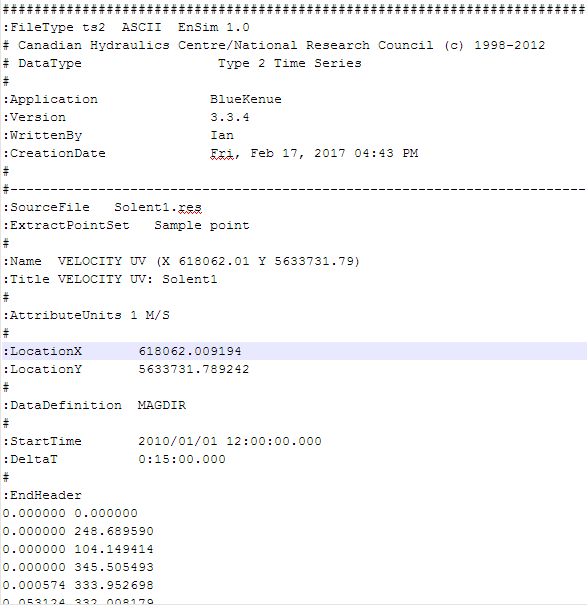 ########################################################################
:FileType ts2  ASCII  EnSim 1.0
# Canadian Hydraulics Centre/National Research Council (c) 1998-2012
# DataType                 Type 2 Time Series
#
:Application              BlueKenue
:Version                  3.3.4
:WrittenBy                Ian
:CreationDate             Fri, Feb 17, 2017 04:43 PM
#
#-----------------------------------------------------------------------
:SourceFile   Solent1.res
:ExtractPointSet   Sample point
#
:Name  VELOCITY UV (X 618062.01 Y 5633731.79)
:Title VELOCITY UV: Solent1
#
:AttributeUnits 1 M/S
#
:LocationX       618062.009194
:LocationY       5633731.789242
#
:DataDefinition  MAGDIR
#
:StartTime       2010/01/01 12:00:00.000
:DeltaT          0:15:00.000
#
:EndHeader
0.000000 0.000000
0.000000 248.689590
0.000000 104.149414
0.000000 345.505493
0.000574 333.952698
0.053124 332.008179